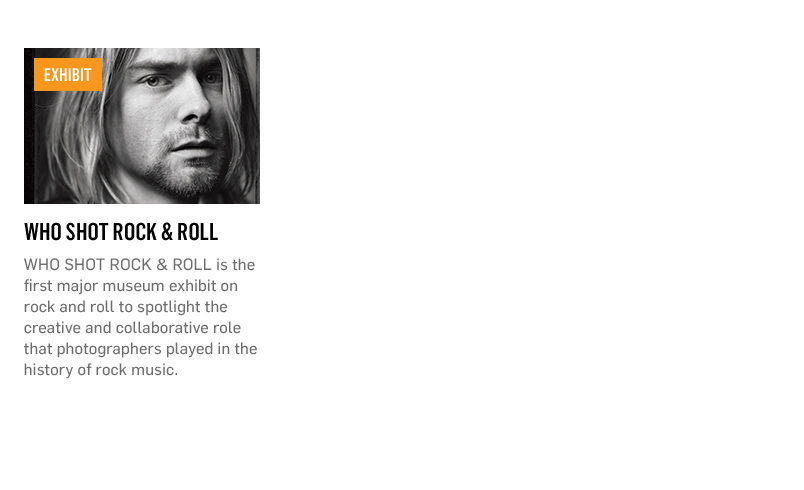 EXHIBIT
WHO SHOT ROCK & ROLL
WHO SHOT ROCK & ROLL is the
first major museum exhibit on
rock and roll to spotlight the
creative and collaborative role
that photographers played in the
history of rock music.